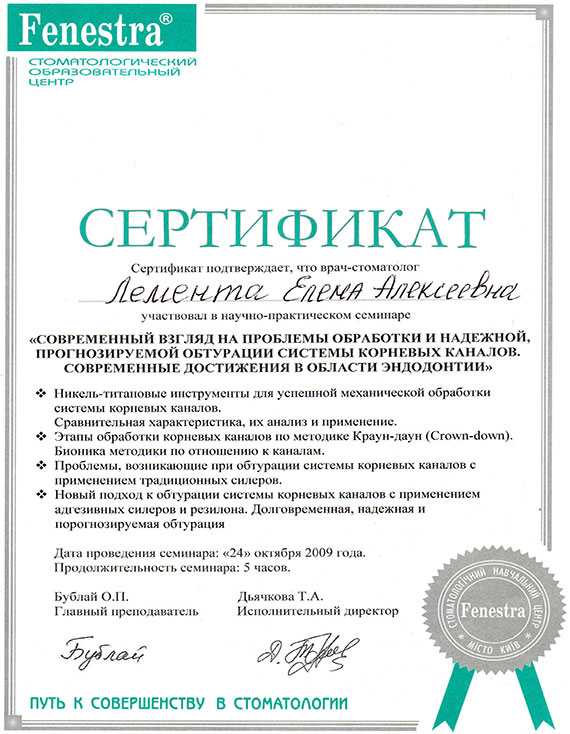 Fenestra®
СТОМАТОЛОГИЧЕСКИЙ
ОБРАЗОВАТЕЛЬНЫЙ
ЦЕНТР
СЕРТИФИКАТ
Сертификат подтверждает, что врач-стоматолог
Лемента Елена Алексеевна
участвовал в научно-практическом семинаре
«СОВРЕМЕННЫЙ ВЗГЛЯД НА ПРОБЛЕМЫ ОБРАБОТКИ И НАДЕЖНОЙ,
ПРОГНОЗИРУЕМОЙ ОБТУРАЦИИ СИСТЕМЫ КОРНЕВЫХ КАНАЛОВ.
СОВРЕМЕННЫЕ ДОСТИЖЕНИЯ В ОБЛАСТИ ЭНДОДОНТИИ»
❖ Никель-титановые инструменты для успешной механической обработки
системы корневых каналов.
Сравнительная характеристика, их анализ и применение.
❖ Этапы обработки корневых каналов по методике Краун-даун (Crown-down).
Бионика методики по отношению к каналам.
❖ Проблемы, возникающие при обтурации системы корневых каналов с
применением традиционных силеров.
❖ Новый подход к обтурации системы корневых каналов с применением
адгезивных силеров и резилона. Долговременная, надежная и
порогнозируемая обтурация
Дата проведения семинара: «24» октября 2009 года.
Продолжительность семинара: 5 часов.
Бублай О.П. Дьячкова Т.А.
Главный преподаватель Исполнительный директор
Бублай
СТОМАТОЛОГІЧНИЙ НАВЧАЛЬНИЙ ЦЕНТР
Fenestra
МІСТО КИЇВ
ПУТЬ К СОВЕРШЕНСТВУ В СТОМАТОЛОГИИ